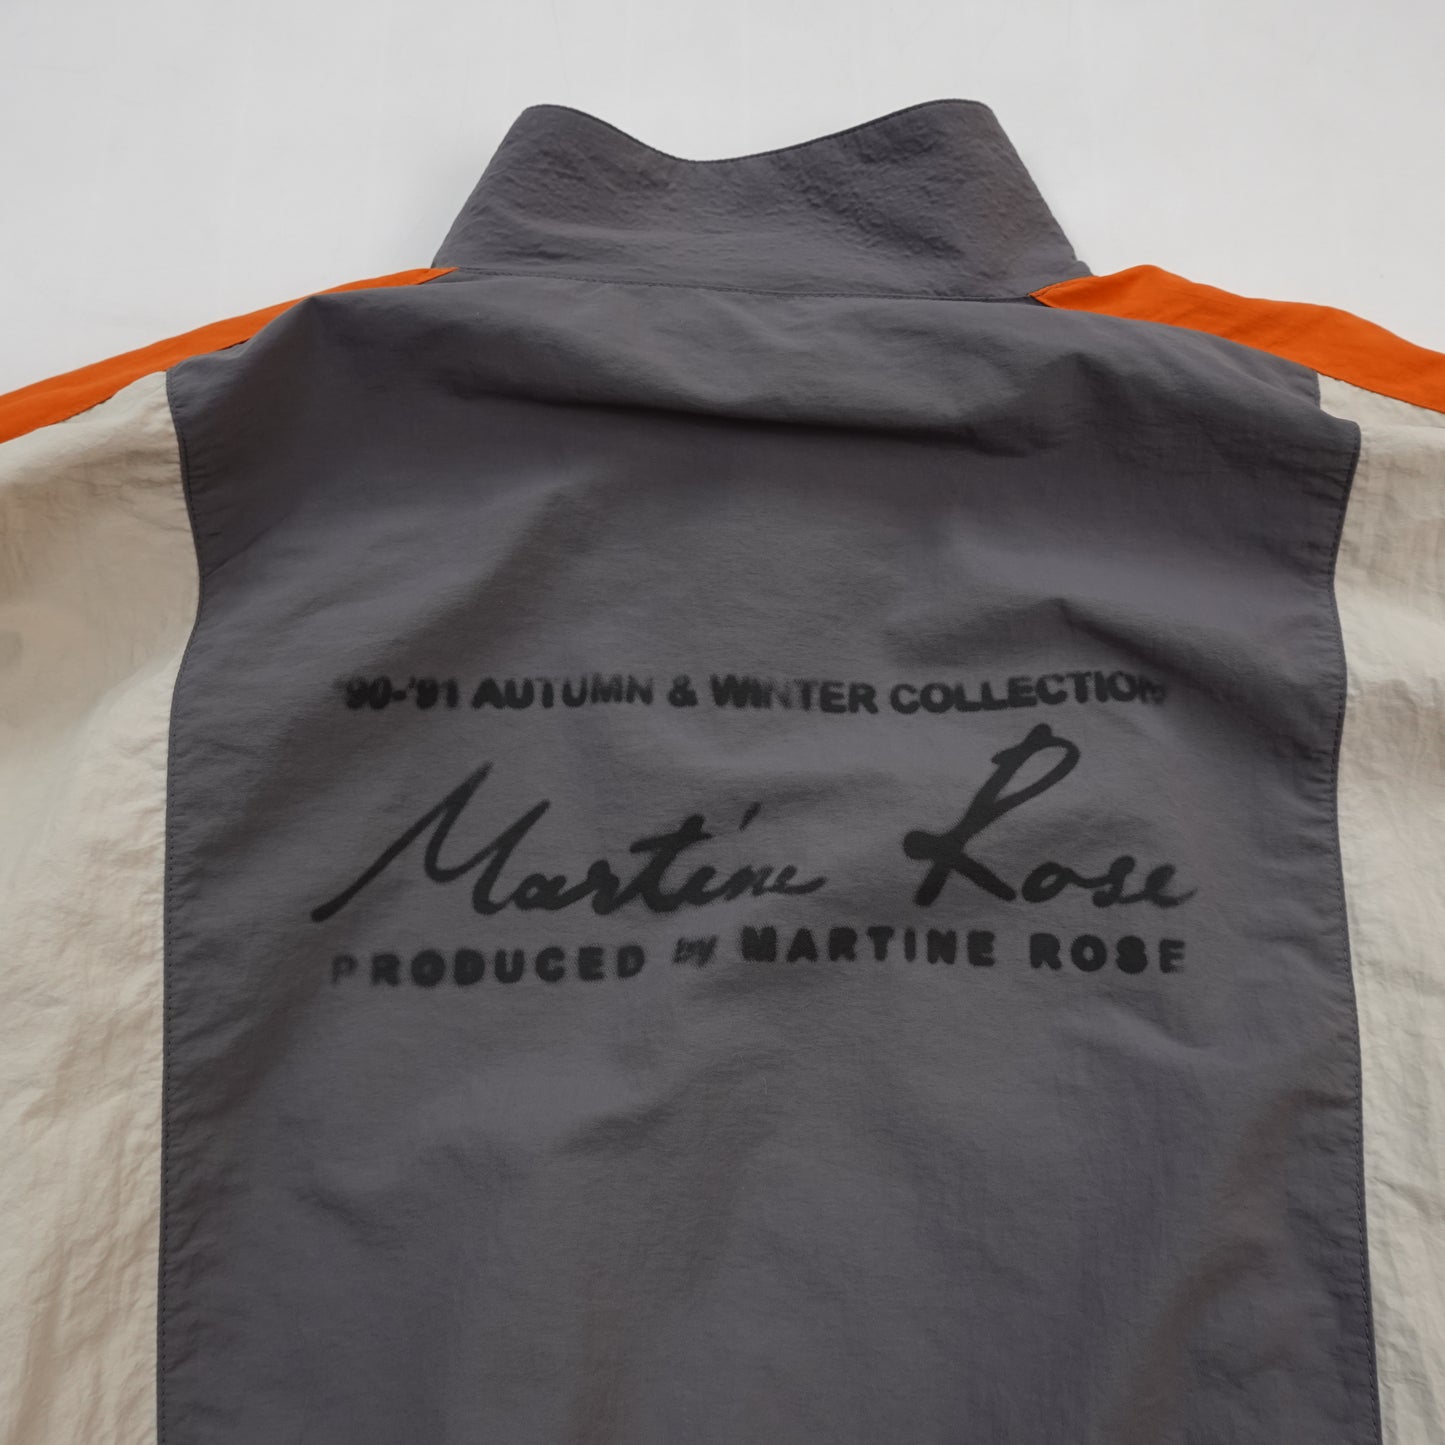 '90-'91 AUTUMN & WINTER COLLECTION
Martine Rose
PRODUCED by MARTINE ROSE